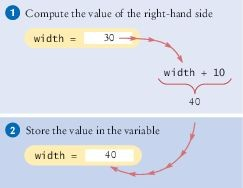 1 Compute the value of the right-hand side
width = 30
width + 10
40
2 Store the value in the variable
width = 40